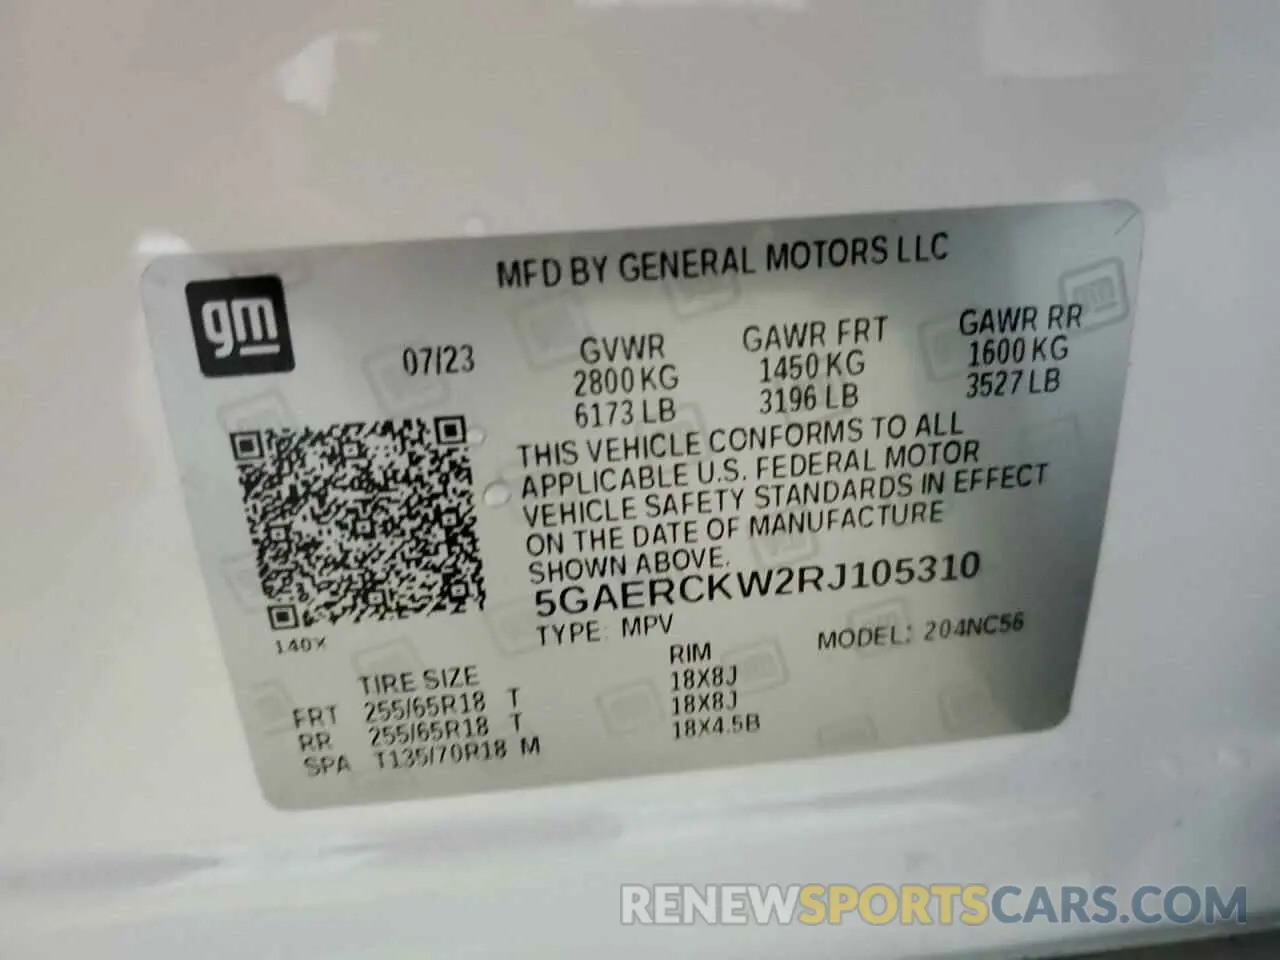 MFD BY GENERAL MOTORS LLC
gm
07/23
GVWR
2800 KG
6173 LB
GAWR FRT
1450 KG
3196 LB
GAWR RR
1600 KG
3527 LB
THIS VEHICLE CONFORMS TO ALL
APPLICABLE U.S. FEDERAL MOTOR
VEHICLE SAFETY STANDARDS IN EFFECT
ON THE DATE OF MANUFACTURE
SHOWN ABOVE.
5GAERCKW2RJ105310
TYPE: MPV
MODEL: 204NC56
140X
TIRE SIZE RIM
FRT 255/65R18 T 18X8J
RR 255/65R18 T 18X8J
SPA T135/70R18 M 18X4.5B
RENEWSPORTSCARS.COM